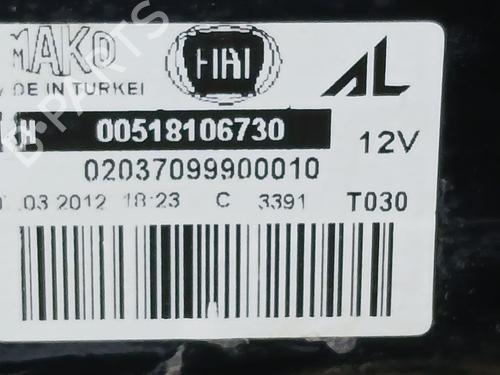 MAKO
FIAT
AL
DE IN TURKEI
H 00518106730
12V
02037099900010
.03 2012 18:23 C 3391 T030